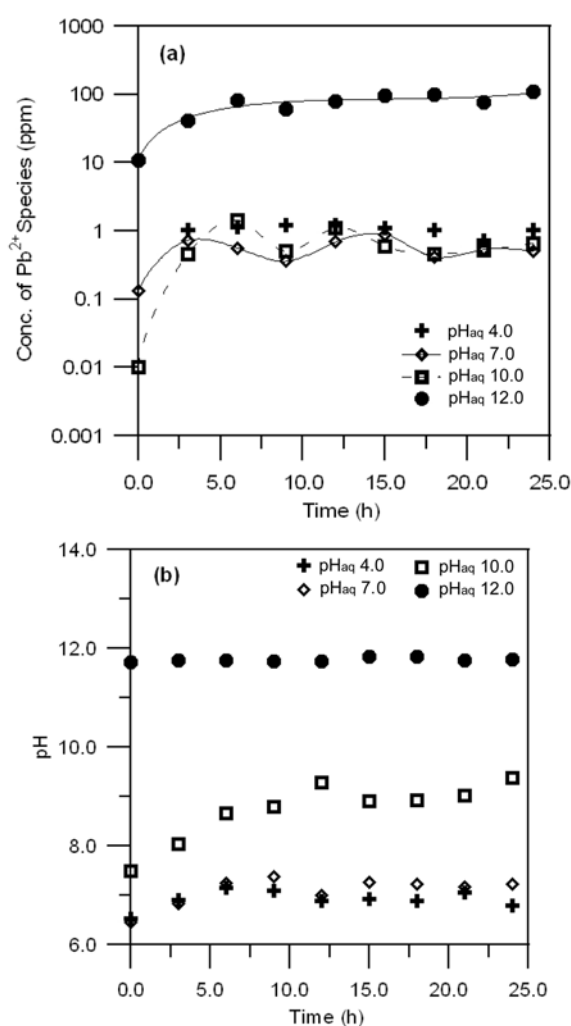 (a)
Conc. of Pb²⁺ Species (ppm)
1000
100
10
1
0.1
0.01
0.001
+ pHaq 4.0
pHaq 7.0
pHaq 10.0
pHaq 12.0
0.0 5.0 10.0 15.0 20.0 25.0
Time (h)
(b)
pH
14.0
12.0
10.0
8.0
6.0
pHaq 4.0 pHaq 10.0
pHaq 7.0 pHaq 12.0
0.0 5.0 10.0 15.0 20.0 25.0
Time (h)